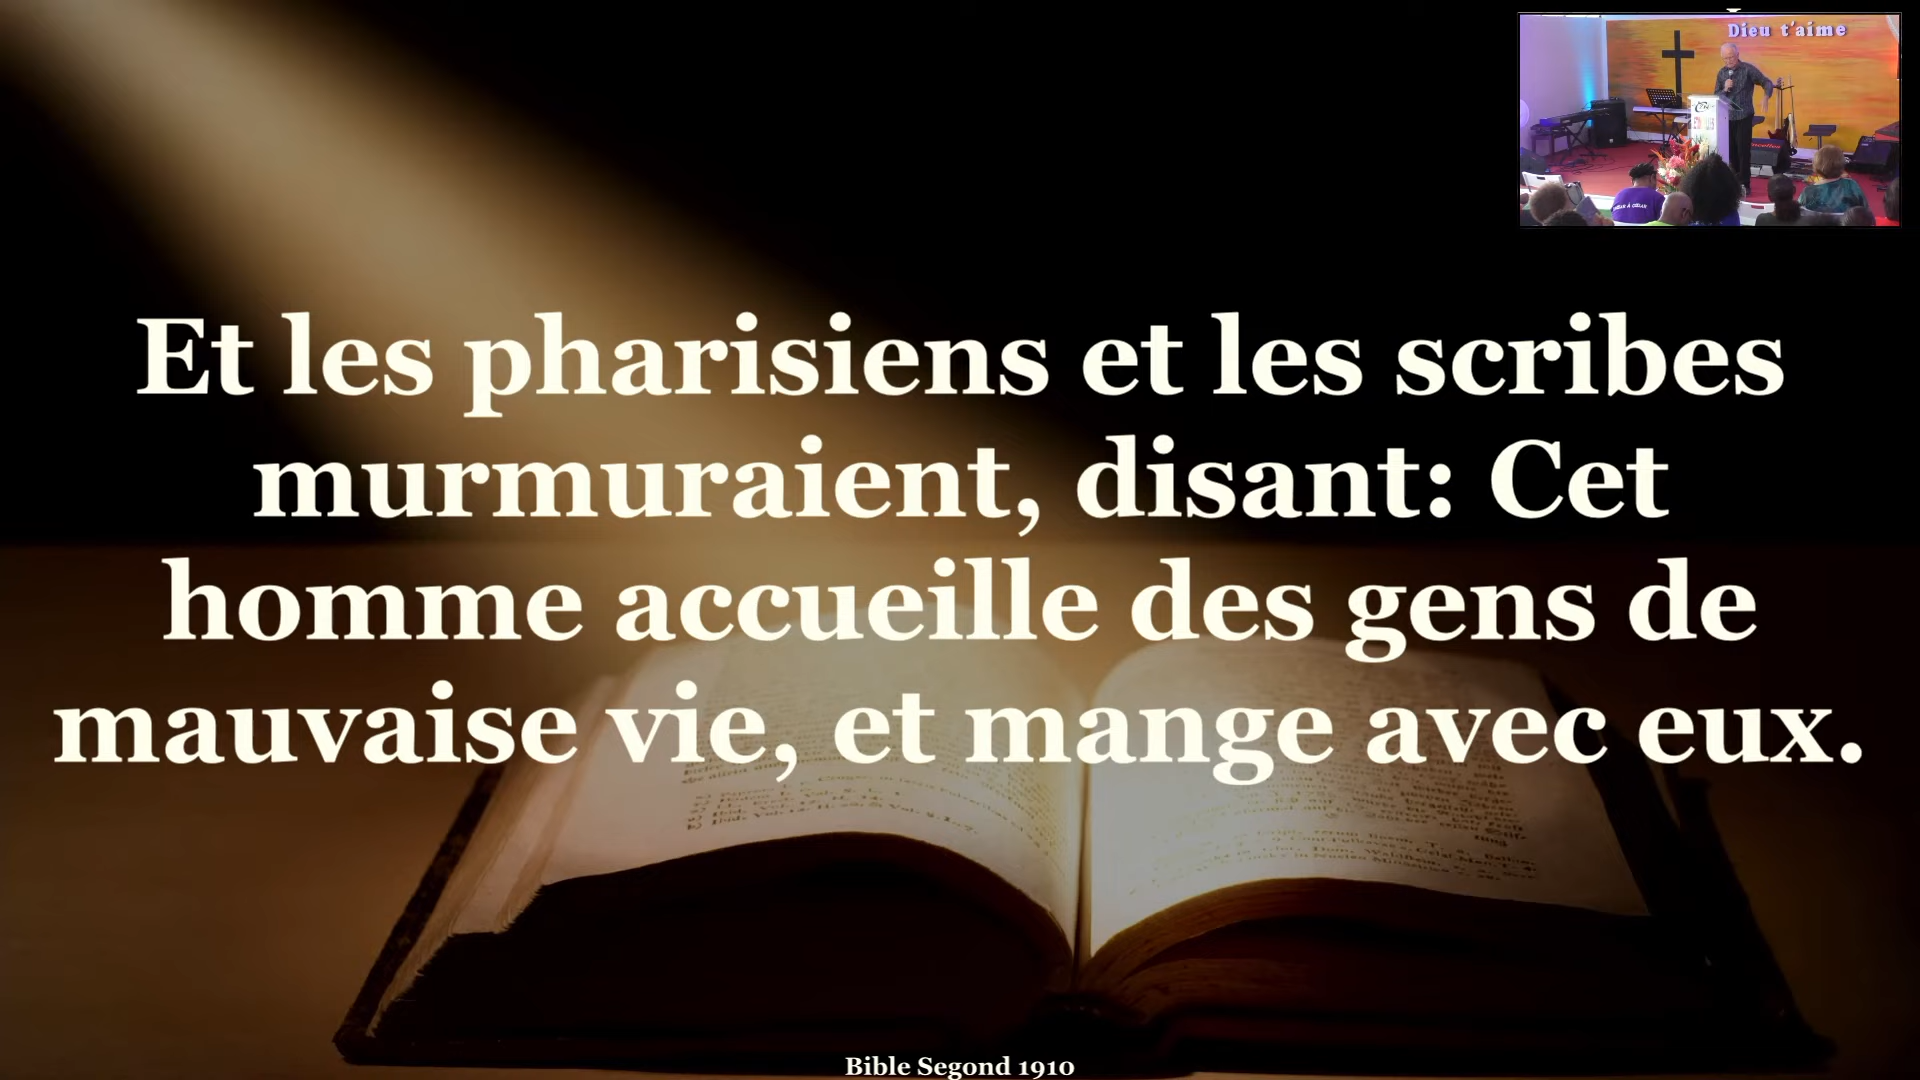 Dieu t'aime
Et les pharisiens et les scribes
murmuraient, disant: Cet
homme accueille des gens de
mauvaise vie, et mange avec eux.
Bible Segond 1910